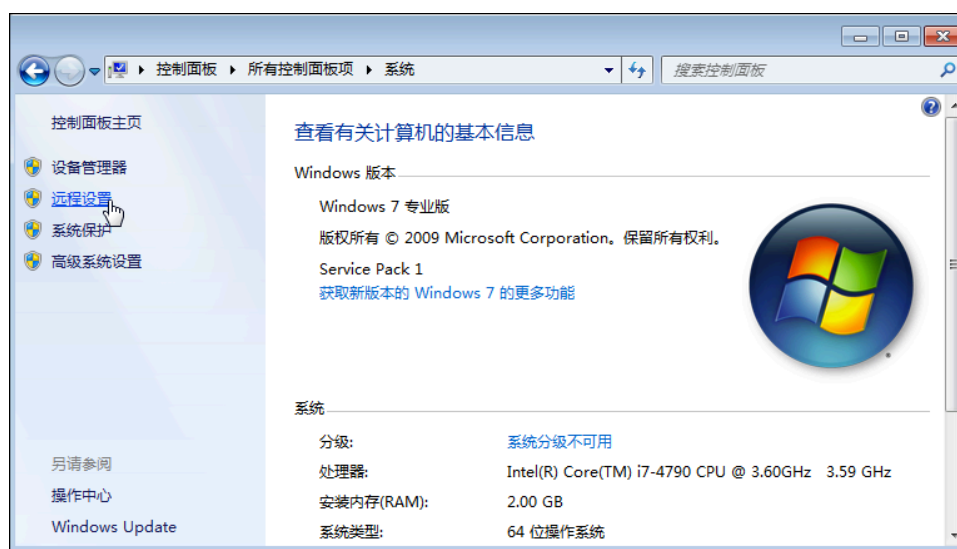 控制面板 ▶ 所有控制面板项 ▶ 系统
搜索控制面板
控制面板主页
设备管理器
远程设置
系统保护
高级系统设置
另请参阅
操作中心
Windows Update
查看有关计算机的基本信息
Windows 版本
Windows 7 专业版
版权所有 © 2009 Microsoft Corporation。保留所有权利。
Service Pack 1
获取新版本的 Windows 7 的更多功能
系统
分级: 系统分级不可用
处理器: Intel(R) Core(TM) i7-4790 CPU @ 3.60GHz 3.59 GHz
安装内存(RAM): 2.00 GB
系统类型: 64 位操作系统